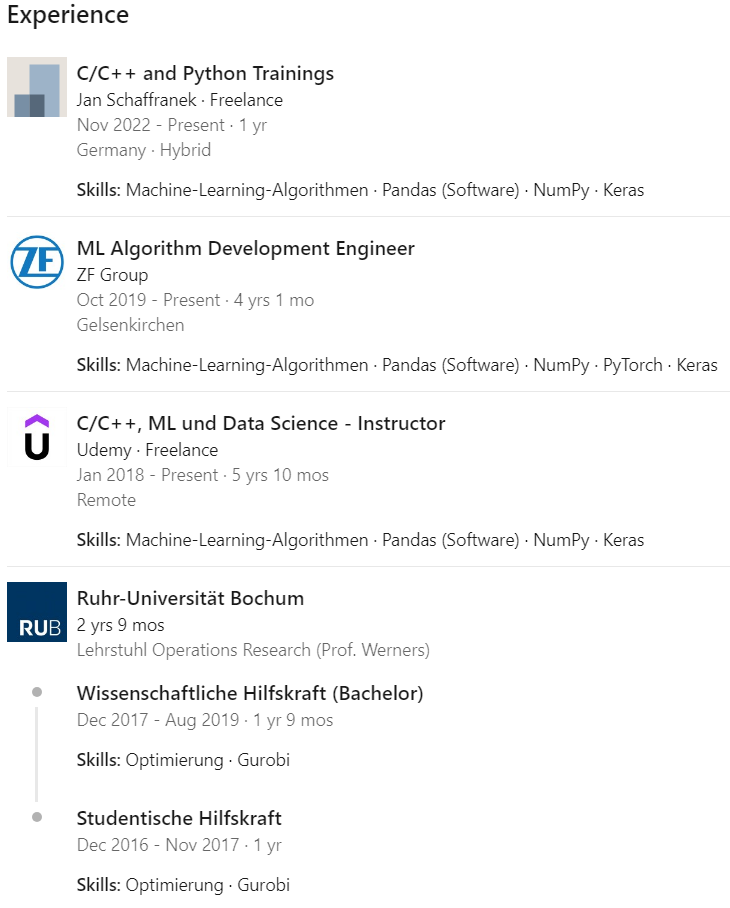 Experience
C/C++ and Python Trainings
Jan Schaffranek · Freelance
Nov 2022 - Present · 1 yr
Germany · Hybrid
Skills: Machine-Learning-Algorithmen · Pandas (Software) · NumPy · Keras
ZF
ML Algorithm Development Engineer
ZF Group
Oct 2019 - Present · 4 yrs 1 mo
Gelsenkirchen
Skills: Machine-Learning-Algorithmen · Pandas (Software) · NumPy · PyTorch · Keras
C/C++, ML und Data Science - Instructor
Udemy · Freelance
Jan 2018 - Present · 5 yrs 10 mos
Remote
Skills: Machine-Learning-Algorithmen · Pandas (Software) · NumPy · Keras
RUB
Ruhr-Universität Bochum
2 yrs 9 mos
Lehrstuhl Operations Research (Prof. Werners)
Wissenschaftliche Hilfskraft (Bachelor)
Dec 2017 - Aug 2019 · 1 yr 9 mos
Skills: Optimierung · Gurobi
Studentische Hilfskraft
Dec 2016 - Nov 2017 · 1 yr
Skills: Optimierung · Gurobi